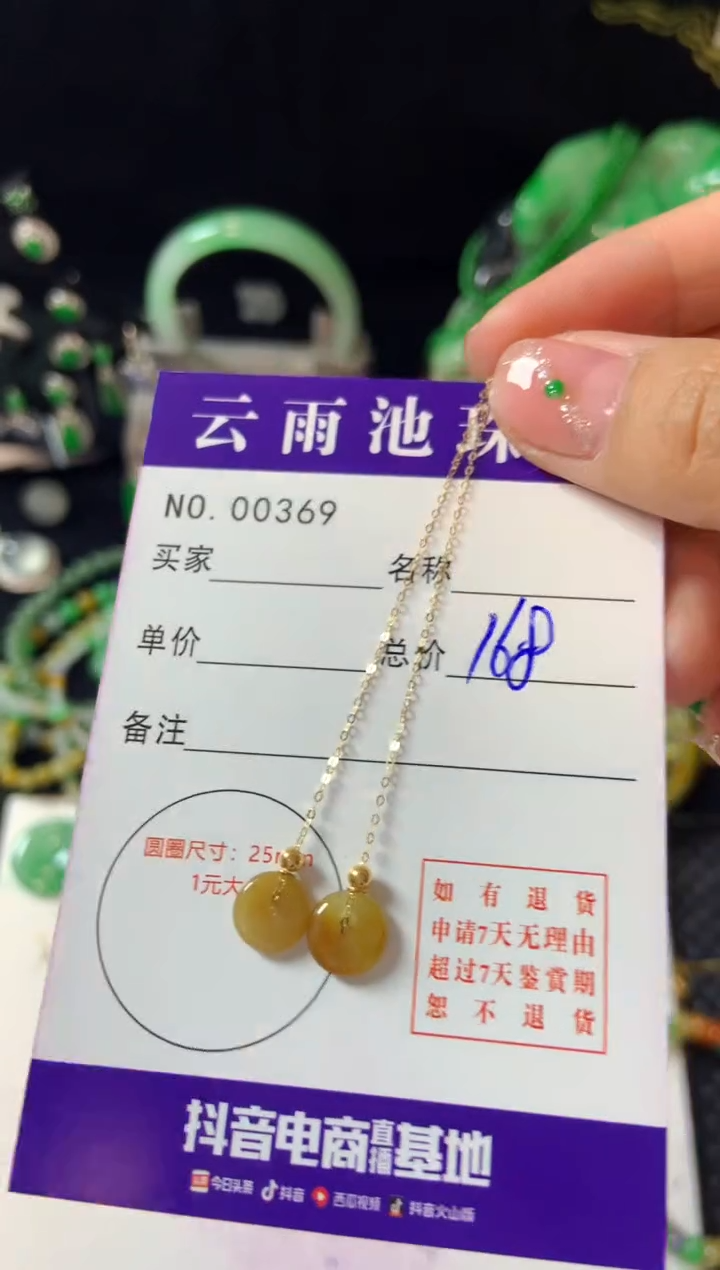 云雨池珠
NO. 00369
买家 名称
单价 总价 168
备注
圆圈尺寸：25mm
1元大
如有退货
申请7天无理由
超过7天鉴赏期
恕不退货
抖音电商直播基地
今日头条 抖音 西瓜视频 抖音火山版